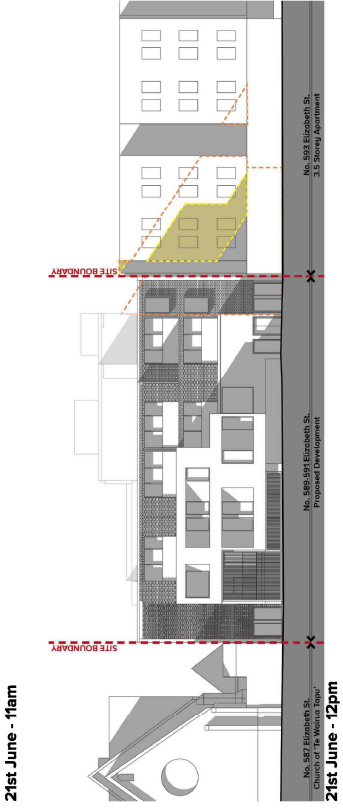 21st June - 11am
SITE BOUNDARY
SITE BOUNDARY
No. 587 Elizabeth St.
Church of 'Te Wairua Tapu'
No. 589-591 Elizabeth St.
Proposed Development
No. 593 Elizabeth St.
3.5 Storey Apartment
21st June - 12pm